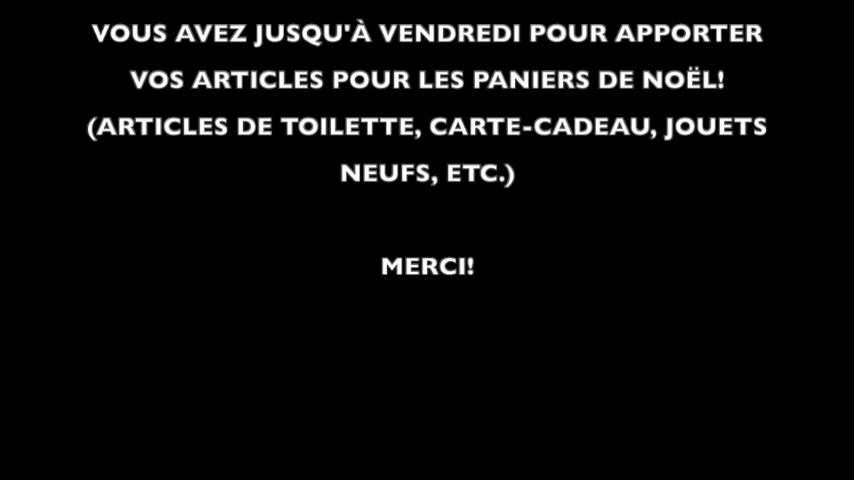 VOUS AVEZ JUSQU'À VENDREDI POUR APPORTER
VOS ARTICLES POUR LES PANIERS DE NOËL!
(ARTICLES DE TOILETTE, CARTE-CADEAU, JOUETS
NEUFS, ETC.)
MERCI!